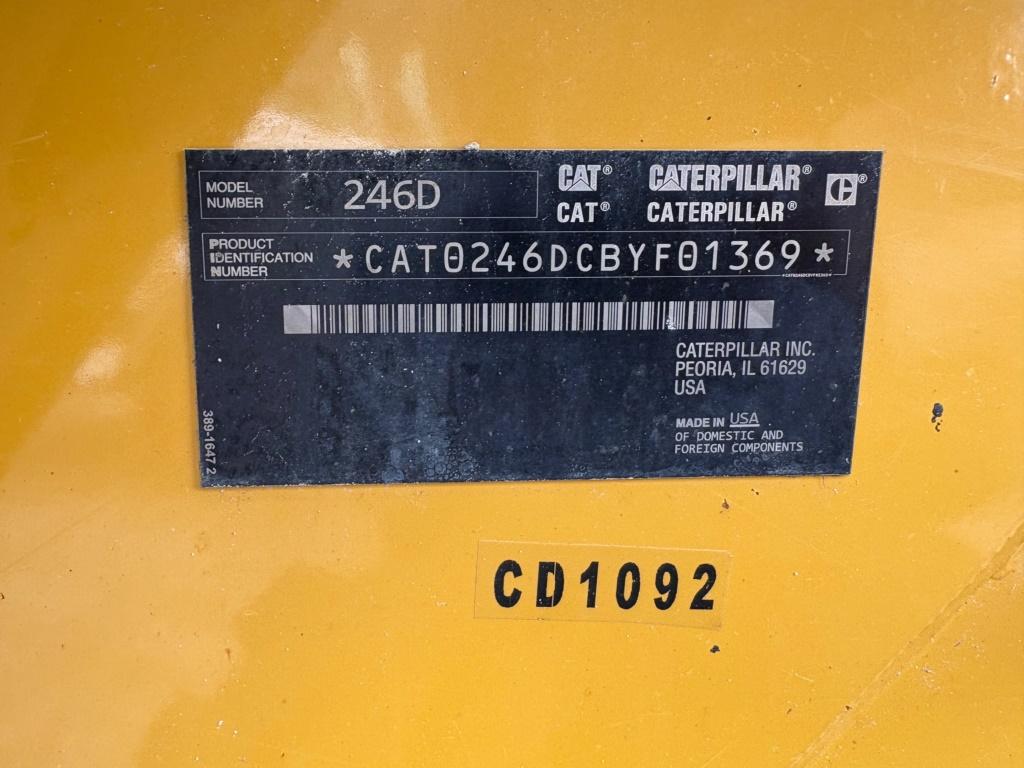 MODEL
NUMBER
246D
CAT® CATERPILLAR® C®
CAT® CATERPILLAR®
PRODUCT
IDENTIFICATION
NUMBER
*CAT0246DCBYF01369*
*CAT0246DCBYF01369*
CATERPILLAR INC.
PEORIA, IL 61629
USA
MADE IN USA
OF DOMESTIC AND
FOREIGN COMPONENTS
389-1647 2
CD1092